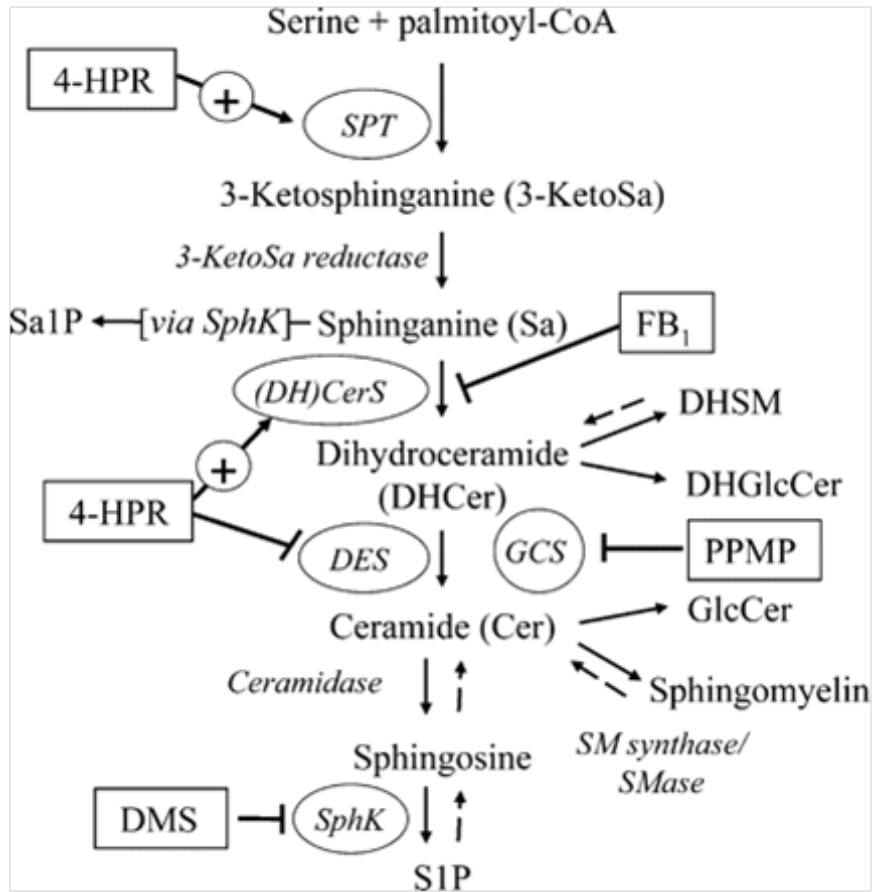 Serine + palmitoyl-CoA
4-HPR
+
SPT
3-Ketosphinganine (3-KetoSa)
3-KetoSa reductase
Sa1P
[via SphK]
Sphinganine (Sa)
FB1
(DH)CerS
DHSM
+
Dihydroceramide
(DHCer)
DHGlcCer
4-HPR
DES
GCS
PPMP
GlcCer
Ceramide (Cer)
Ceramidase
Sphingomyelin
SM synthase/
SMase
Sphingosine
DMS
SphK
S1P